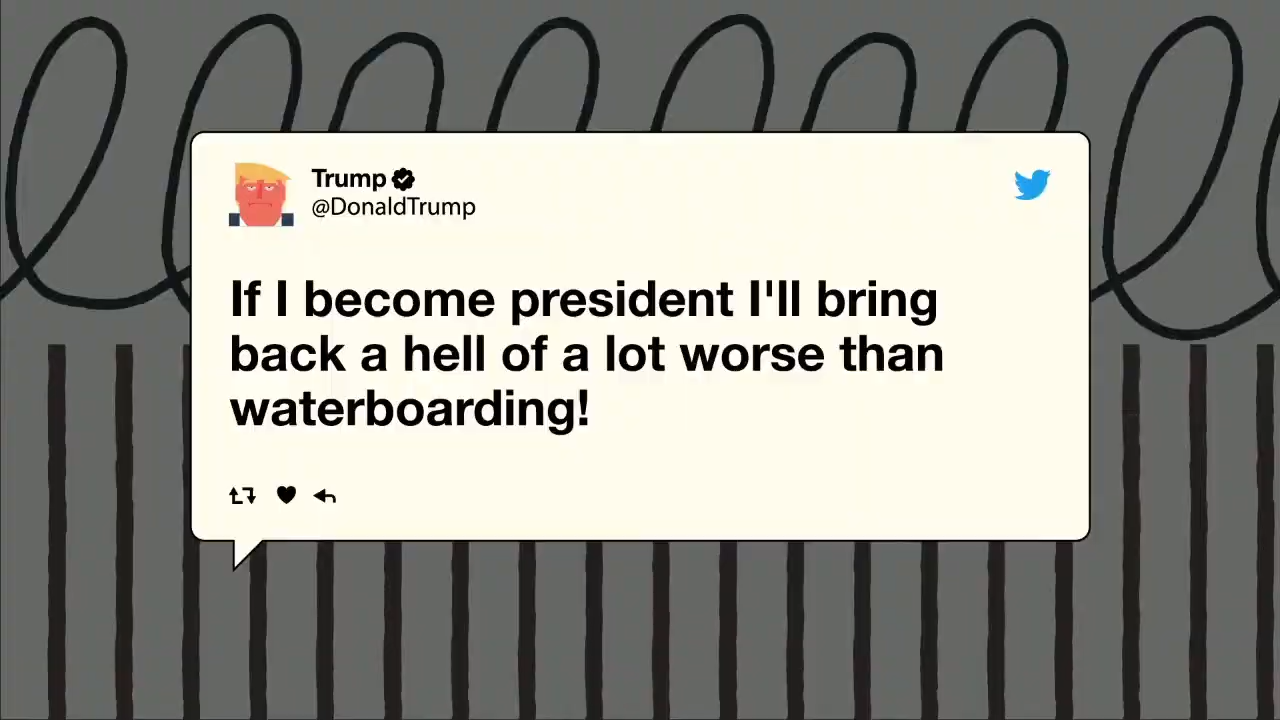 Trump
@DonaldTrump
If I become president I'll bring
back a hell of a lot worse than
waterboarding!